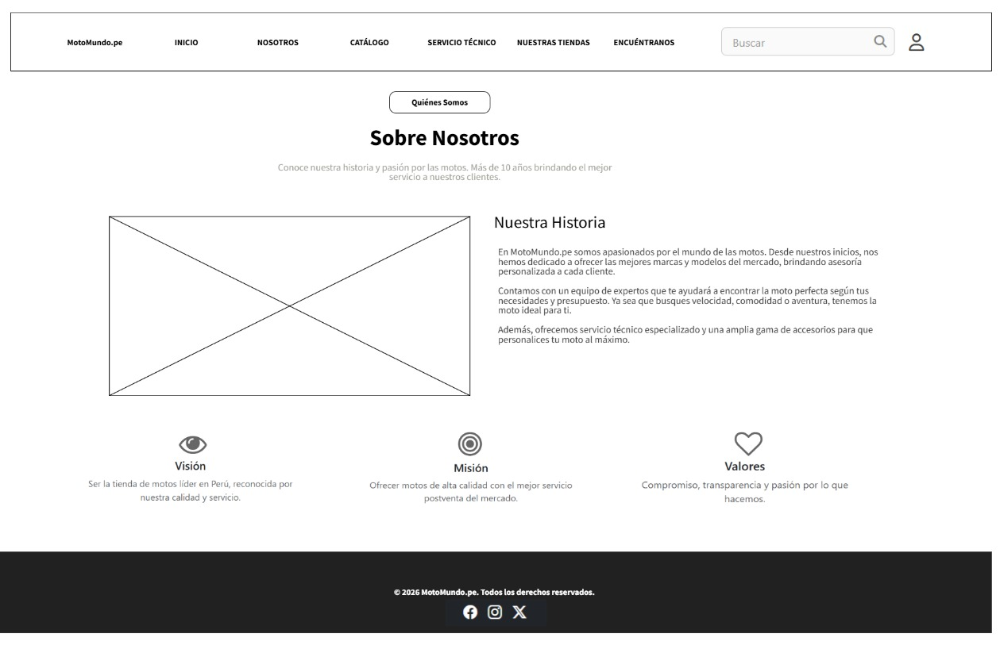 MotoMundo.pe INICIO NOSOTROS CATÁLOGO SERVICIO TÉCNICO NUESTRAS TIENDAS ENCUÉNTRANOS Buscar
Quiénes Somos
Sobre Nosotros
Conoce nuestra historia y pasión por las motos. Más de 10 años brindando el mejor
servicio a nuestros clientes.
Nuestra Historia
En MotoMundo.pe somos apasionados por el mundo de las motos. Desde nuestros inicios, nos
hemos dedicado a ofrecer las mejores marcas y modelos del mercado, brindando asesoría
personalizada a cada cliente.
Contamos con un equipo de expertos que te ayudará a encontrar la moto perfecta según tus
necesidades y presupuesto. Ya sea que busques velocidad, comodidad o aventura, tenemos la
moto ideal para ti.
Además, ofrecemos servicio técnico especializado y una amplia gama de accesorios para que
personalices tu moto al máximo.
Visión
Ser la tienda de motos líder en Perú, reconocida por
nuestra calidad y servicio.
Misión
Ofrecer motos de alta calidad con el mejor servicio
postventa del mercado.
Valores
Compromiso, transparencia y pasión por lo que
hacemos.
© 2026 MotoMundo.pe. Todos los derechos reservados.